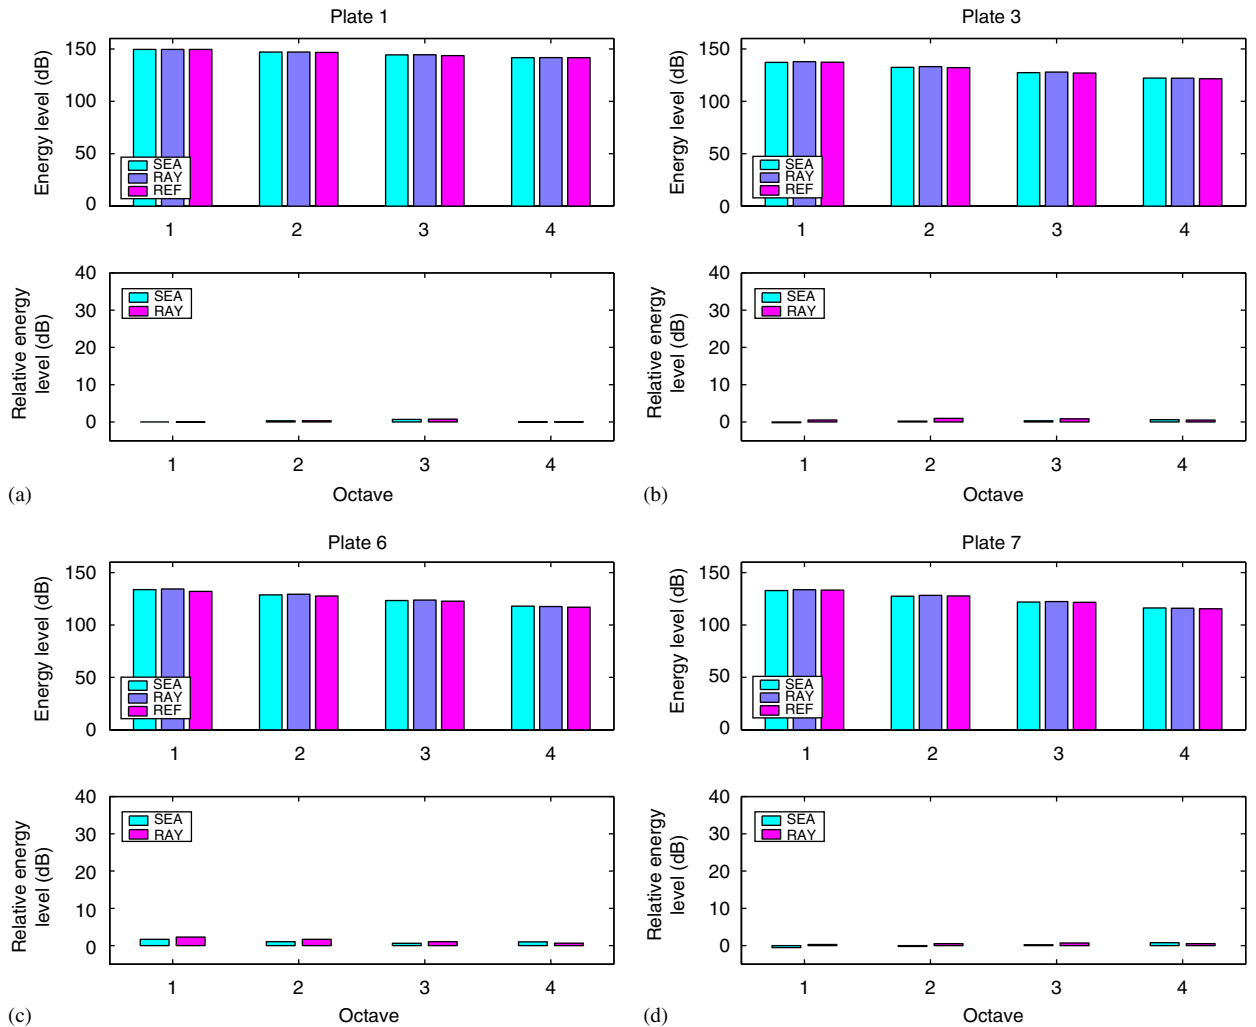 Plate 1
Energy level (dB)
150
100
50
0
SEA
RAY
REF
1 2 3 4
Relative energy
level (dB)
40
30
20
10
0
SEA
RAY
1 2 3 4
(a)
Octave
Plate 3
Energy level (dB)
150
100
50
0
SEA
RAY
REF
1 2 3 4
Relative energy
level (dB)
40
30
20
10
0
SEA
RAY
1 2 3 4
(b)
Octave
Plate 6
Energy level (dB)
150
100
50
0
SEA
RAY
REF
1 2 3 4
Relative energy
level (dB)
40
30
20
10
0
SEA
RAY
1 2 3 4
(c)
Octave
Plate 7
Energy level (dB)
150
100
50
0
SEA
RAY
REF
1 2 3 4
Relative energy
level (dB)
40
30
20
10
0
SEA
RAY
1 2 3 4
(d)
Octave